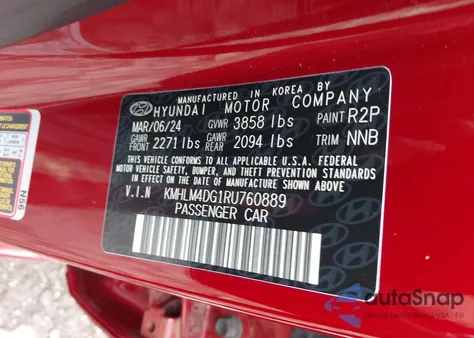 MANUFACTURED IN KOREA BY
HYUNDAI MOTOR COMPANY
MAR/06/24 GVWR 3858 lbs PAINT R2P
GAWR FRONT 2271 lbs GAWR REAR 2094 lbs TRIM NNB
THIS VEHICLE CONFORMS TO ALL APPLICABLE U.S.A. FEDERAL
MOTOR VEHICLE SAFETY, BUMPER, AND THEFT PREVENTION STANDARDS
IN EFFECT ON THE DATE OF MANUFACTURE SHOWN ABOVE.
V.I.N KMHLM4DG1RU760889
PASSENGER CAR
N56
autoSnap